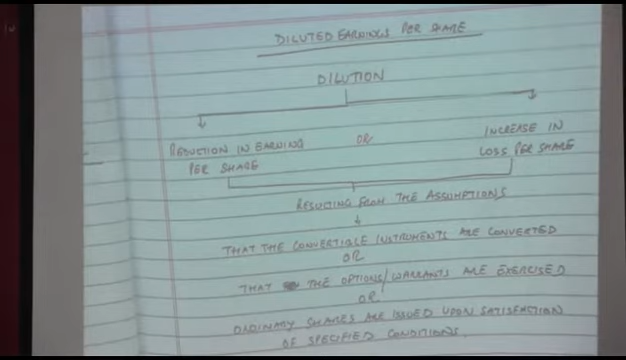 DILUTED EARNINGS PER SHARE
DILUTION
REDUCTION IN EARNING OR INCREASE IN
PER SHARE LOSS PER SHARE
RESULTING FROM THE ASSUMPTIONS
THAT THE CONVERTIBLE INSTRUMENTS ARE CONVERTED
OR
THAT THE OPTIONS/WARRANTS ARE EXERCISED
OR
ORDINARY SHARES ARE ISSUED UPON SATISFACTION
OF SPECIFIED CONDITIONS.